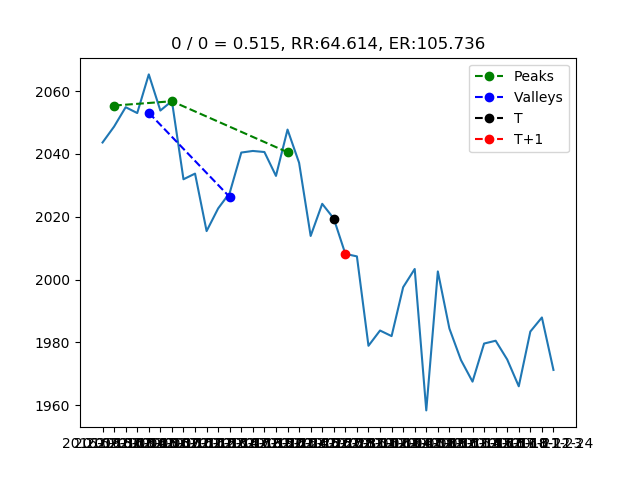 0 / 0 = 0.515, RR:64.614, ER:105.736
Peaks
Valleys
T
T+1
2060
2040
2020
2000
1980
1960